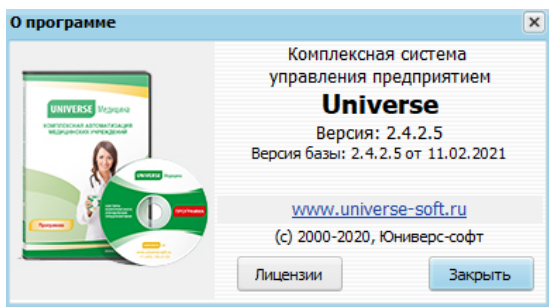 О программе
Комплексная система
управления предприятием
Universe
Версия: 2.4.2.5
Версия базы: 2.4.2.5 от 11.02.2021
www.universe-soft.ru
(c) 2000-2020, Юниверс-софт
Лицензии
Закрыть
UNIVERSE Медицина
КОМПЛЕКСНАЯ АВТОМАТИЗАЦИЯ
МЕДИЦИНСКИХ УЧРЕЖДЕНИЙ